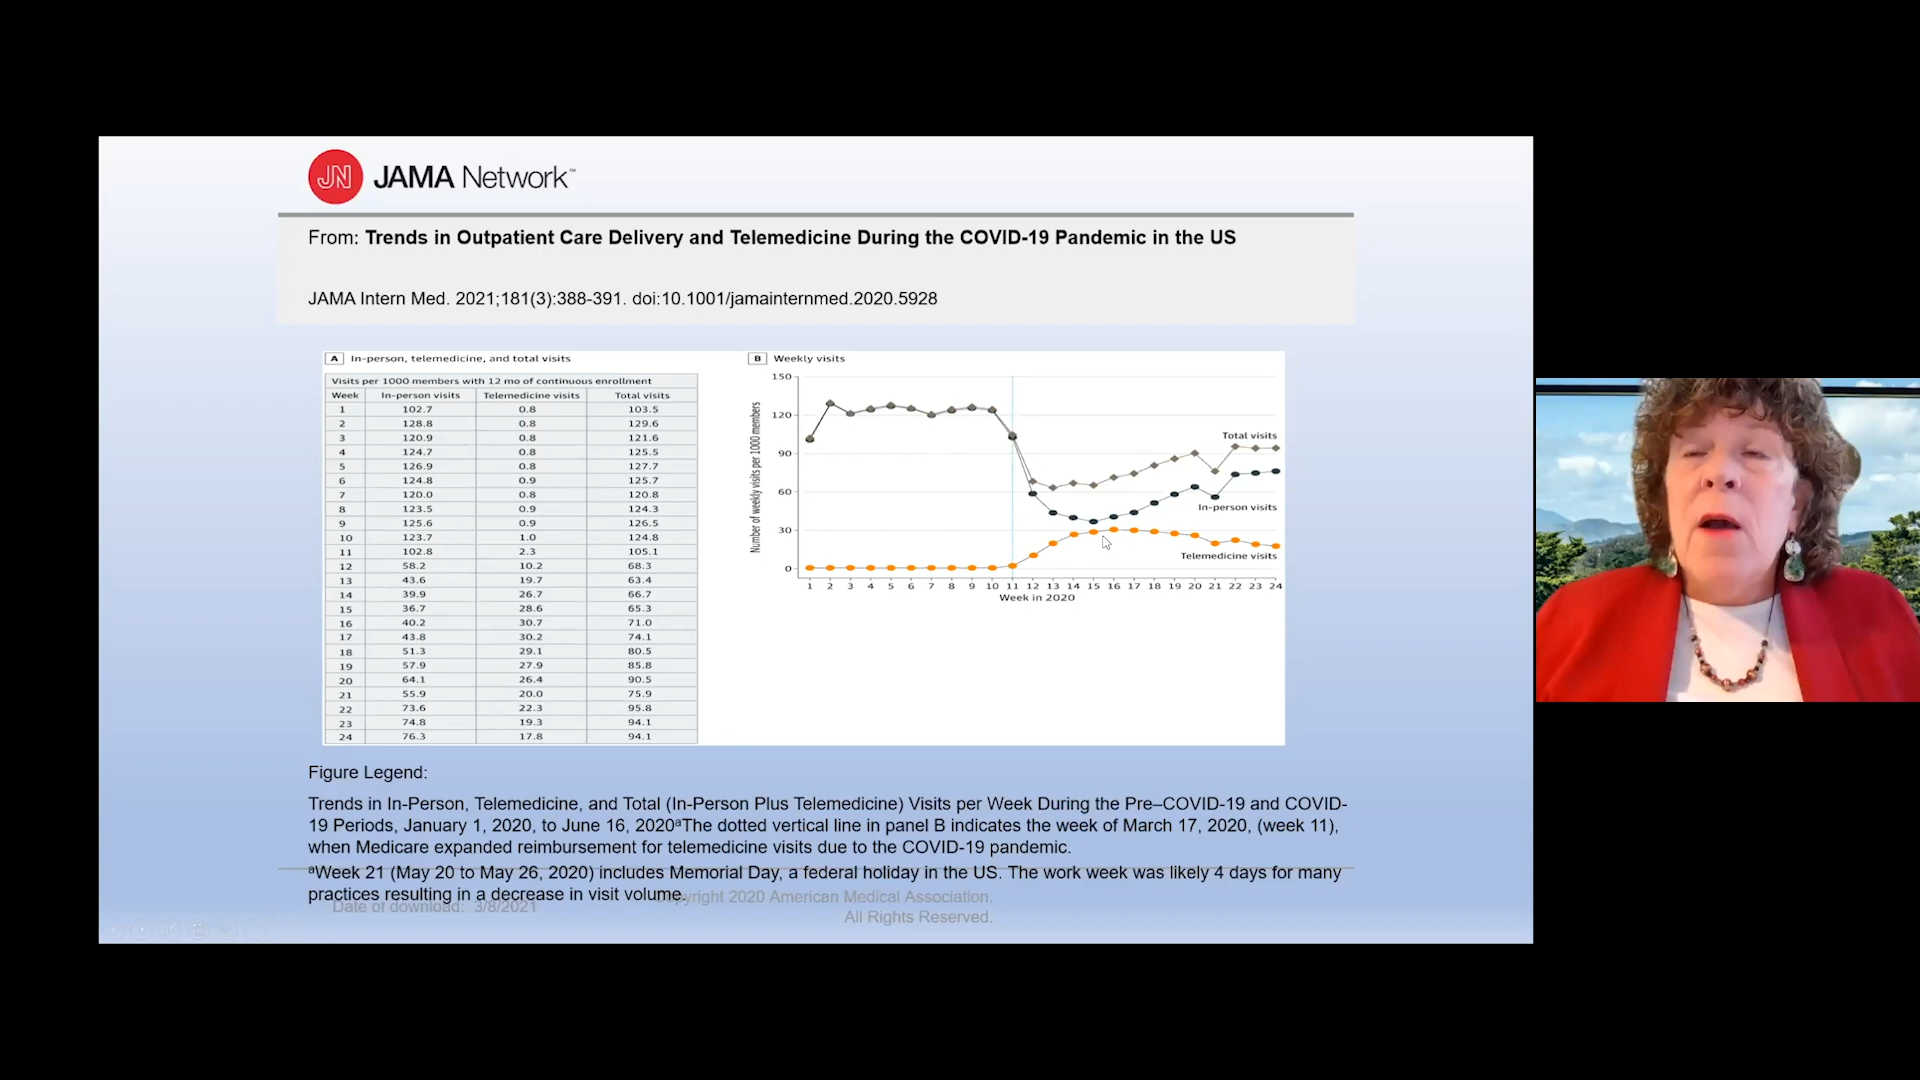 JN JAMA Network™
From: Trends in Outpatient Care Delivery and Telemedicine During the COVID-19 Pandemic in the US
JAMA Intern Med. 2021;181(3):388-391. doi:10.1001/jamainternmed.2020.5928
A In-person, telemedicine, and total visits
Visits per 1000 members with 12 mo of continuous enrollment
Week In-person visits Telemedicine visits Total visits
1 102.7 0.8 103.5
2 128.8 0.8 129.6
3 120.9 0.8 121.6
4 124.7 0.8 125.5
5 126.9 0.8 127.7
6 124.8 0.9 125.7
7 120.0 0.8 120.8
8 123.5 0.9 124.3
9 125.6 0.9 126.5
10 123.7 1.0 124.8
11 102.8 2.3 105.1
12 58.2 10.2 68.3
13 43.6 19.7 63.4
14 39.9 26.7 66.7
15 36.7 28.6 65.3
16 40.2 30.7 71.0
17 43.8 30.2 74.1
18 51.3 29.1 80.5
19 57.9 27.9 85.8
20 64.1 26.4 90.5
21 55.9 20.0 75.9
22 73.6 22.3 95.8
23 74.8 19.3 94.1
24 76.3 17.8 94.1
B Weekly visits
Number of weekly visits per 1000 members
150
120
90
60
30
0
Total visits
In-person visits
Telemedicine visits
1 2 3 4 5 6 7 8 9 10 11 12 13 14 15 16 17 18 19 20 21 22 23 24
Week in 2020
Figure Legend:
Trends in In-Person, Telemedicine, and Total (In-Person Plus Telemedicine) Visits per Week During the Pre–COVID-19 and COVID-
19 Periods, January 1, 2020, to June 16, 2020ᵃThe dotted vertical line in panel B indicates the week of March 17, 2020, (week 11),
when Medicare expanded reimbursement for telemedicine visits due to the COVID-19 pandemic.
ᵃWeek 21 (May 20 to May 26, 2020) includes Memorial Day, a federal holiday in the US. The work week was likely 4 days for many
practices resulting in a decrease in visit volume.
Date of download: 3/8/2021
Copyright 2020 American Medical Association.
All Rights Reserved.